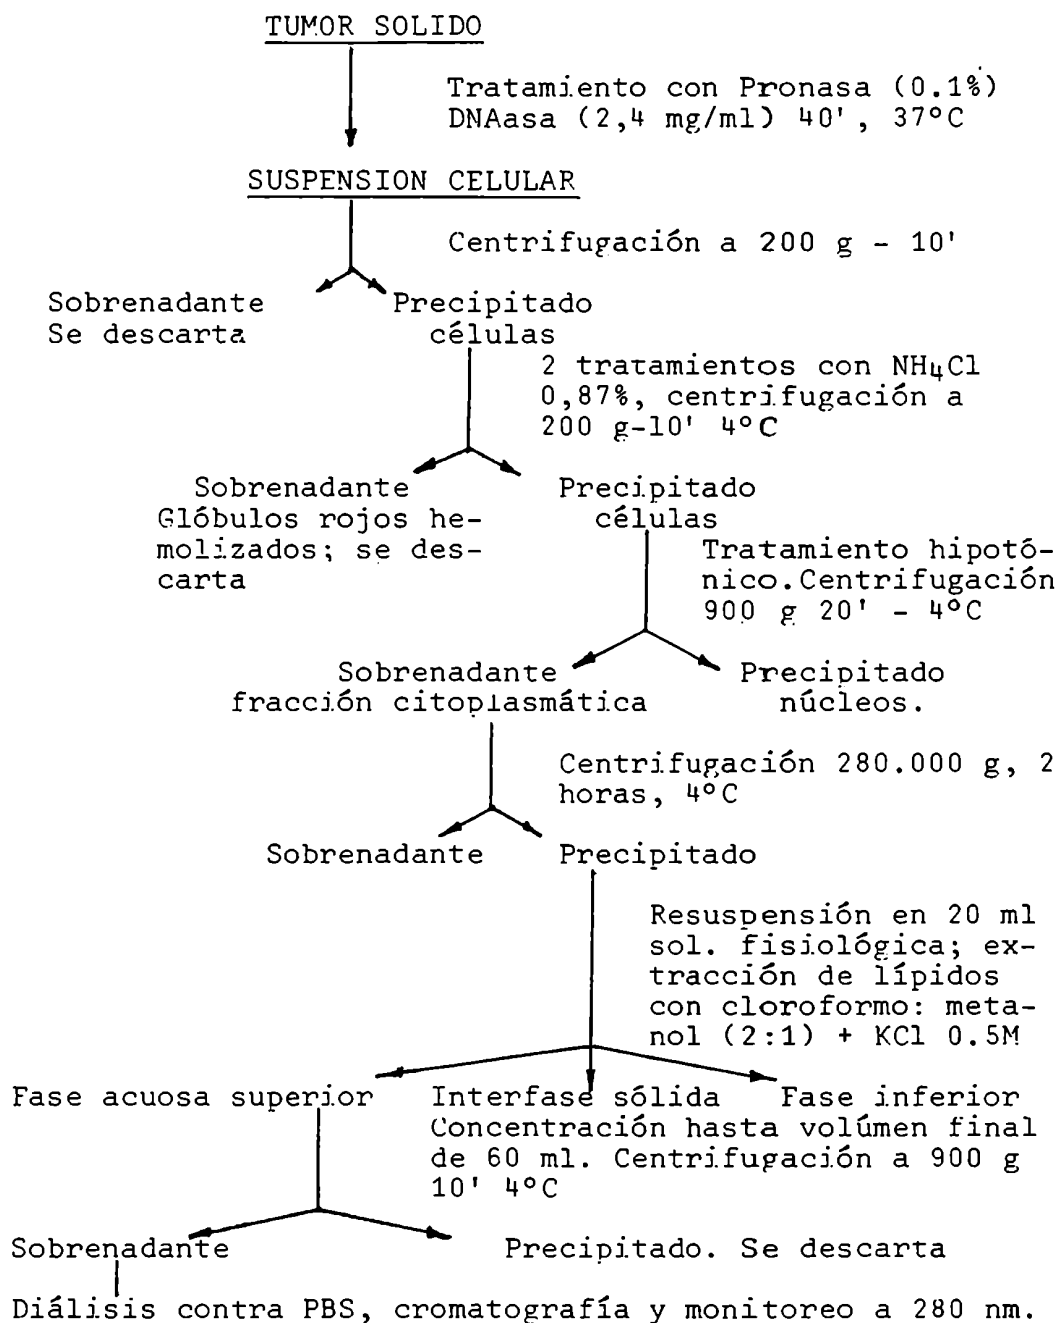 TUMOR SOLIDO
Tratamiento con Pronasa (0.1%)
DNAasa (2,4 mg/ml) 40', 37°C
SUSPENSION CELULAR
Centrifugación a 200 g - 10'
Sobrenadante
Se descarta
Precipitado
células
2 tratamientos con NH4Cl
0,87%, centrifugación a
200 g-10' 4°C
Sobrenadante
Glóbulos rojos he-
molizados; se des-
carta
Precipitado
células
Tratamiento hipotó-
nico.Centrifugación
900 g 20' - 4°C
Sobrenadante
fracción citoplasmática
Precipitado
núcleos.
Centrifugación 280.000 g, 2
horas, 4°C
Sobrenadante
Precipitado
Resuspensión en 20 ml
sol. fisiológica; ex-
tracción de lípidos
con cloroformo: meta-
nol (2:1) + KCl 0.5M
Fase acuosa superior
Interfase sólida
Fase inferior
Concentración hasta volúmen final
de 60 ml. Centrifugación a 900 g
10' 4°C
Sobrenadante
Precipitado. Se descarta
Diálisis contra PBS, cromatografía y monitoreo a 280 nm.